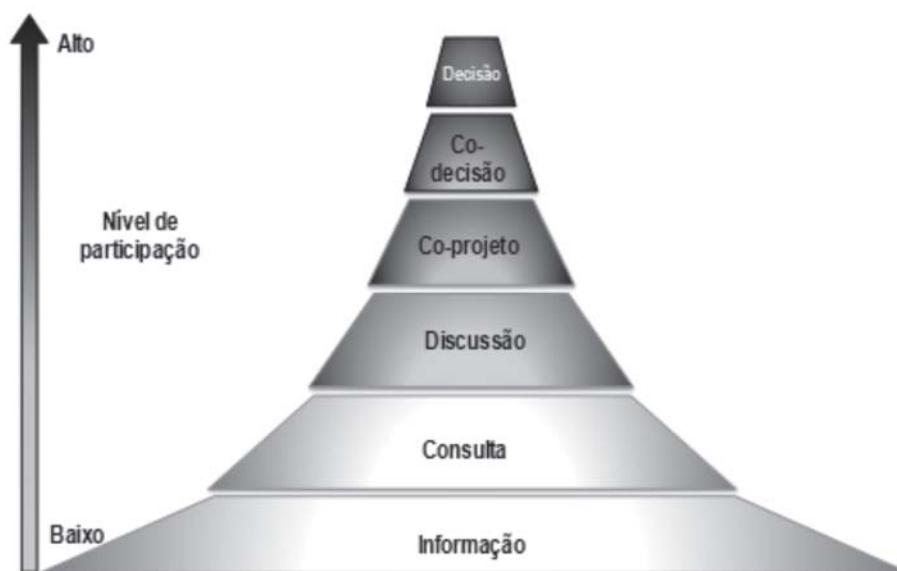 Alto
Decisão
Co-
decisão
Nível de
participação
Co-projeto
Discussão
Consulta
Baixo
Informação